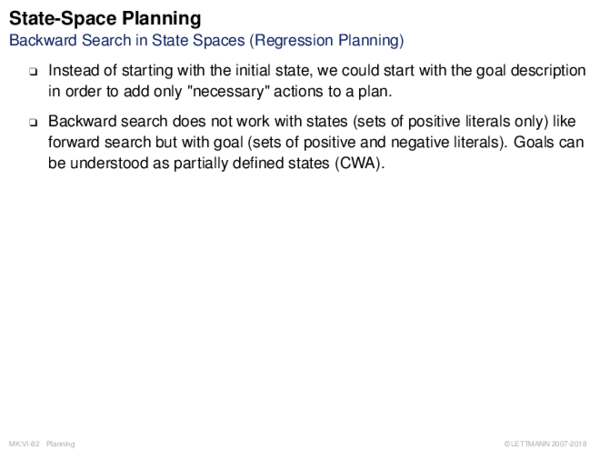 State-Space Planning
Backward Search in State Spaces (Regression Planning)
❑ Instead of starting with the initial state, we could start with the goal description
in order to add only "necessary" actions to a plan.
❑ Backward search does not work with states (sets of positive literals only) like
forward search but with goal (sets of positive and negative literals). Goals can
be understood as partially defined states (CWA).
MK:VI-82 Planning ©LETTMANN 2007-2018